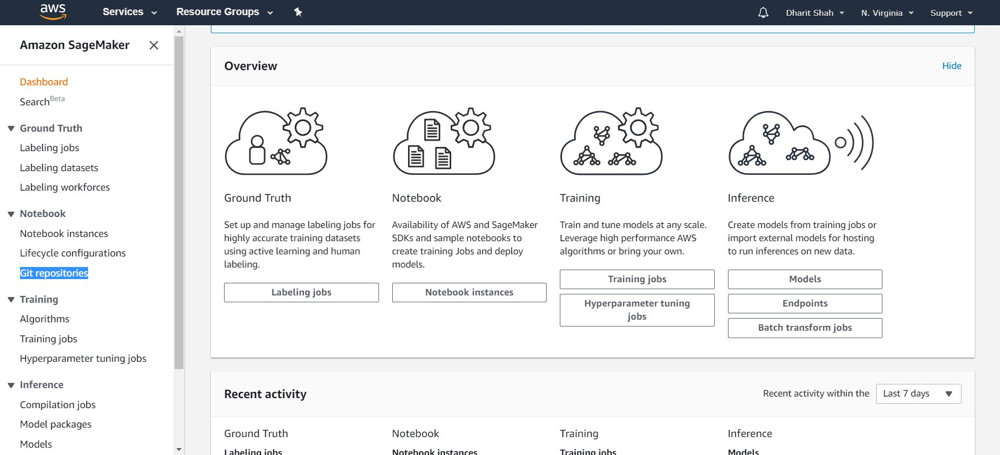 aws Services Resource Groups Dharit Shah N. Virginia Support
Amazon SageMaker
Dashboard
Search Beta
Ground Truth
Labeling jobs
Labeling datasets
Labeling workforces
Notebook
Notebook instances
Lifecycle configurations
Git repositories
Training
Algorithms
Training jobs
Hyperparameter tuning jobs
Inference
Compilation jobs
Model packages
Models
Overview
Hide
Ground Truth
Set up and manage labeling jobs for
highly accurate training datasets
using active learning and human
labeling.
Labeling jobs
Notebook
Availability of AWS and SageMaker
SDKs and sample notebooks to
create training Jobs and deploy
models.
Notebook instances
Training
Train and tune models at any scale.
Leverage high performance AWS
algorithms or bring your own.
Training jobs
Hyperparameter tuning
jobs
Inference
Create models from training jobs or
import external models for hosting
to run inferences on new data.
Models
Endpoints
Batch transform jobs
Recent activity
Recent activity within the
Last 7 days
Ground Truth
Labeling jobs
Notebook
Notebook instances
Training
Training jobs
Inference
Models